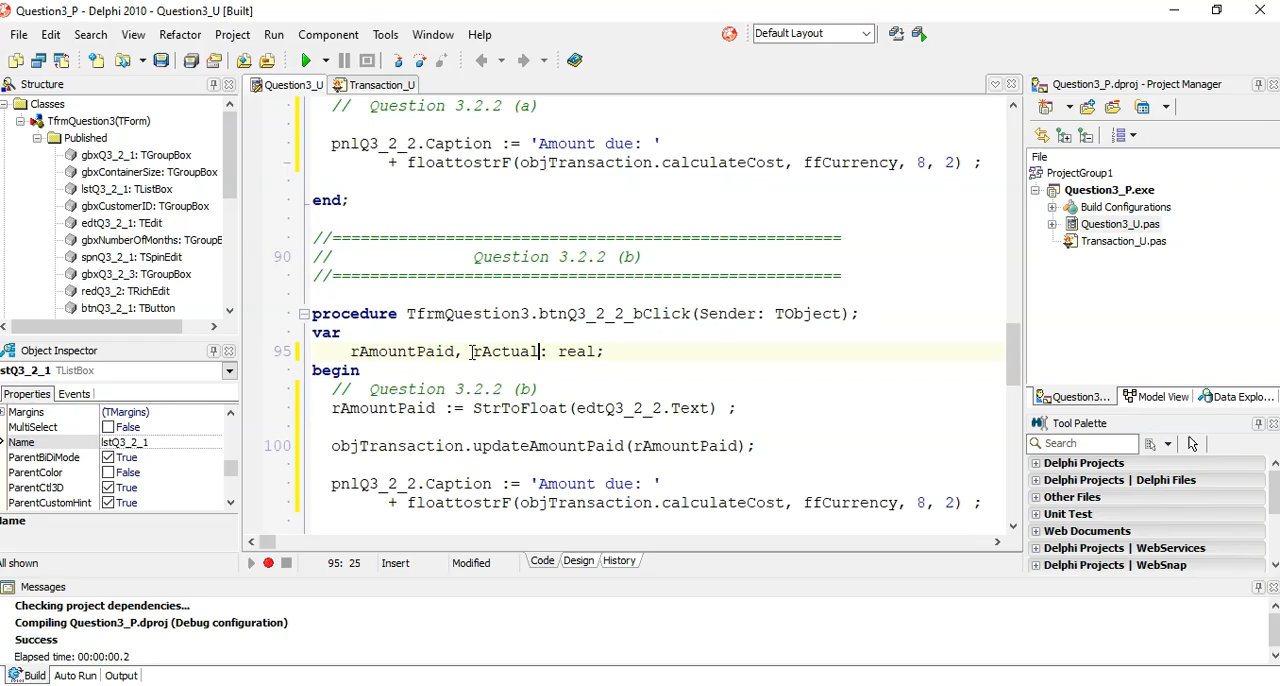 Question3_P - Delphi 2010 - Question3_U [Built]
File Edit Search View Refactor Project Run Component Tools Window Help
Default Layout
Structure
Classes
TfrmQuestion3(TForm)
Published
gbxQ3_2_1: TGroupBox
gbxContainerSize: TGroupBox
lstQ3_2_1: TListBox
gbxCustomerID: TGroupBox
edtQ3_2_1: TEdit
gbxNumberOfMonths: TGroupE
spnQ3_2_1: TSpinEdit
gbxQ3_2_3: TGroupBox
redQ3_2: TRichEdit
btnQ3_2_1: TButton
Object Inspector
stQ3_2_1 TListBox
Properties Events
Margins (TMargins)
MultiSelect False
Name lstQ3_2_1
ParentBiDiMode True
ParentColor False
ParentCtl3D True
ParentCustomHint True
lame
All shown
Question3_U Transaction_U
// Question 3.2.2 (a)
pnlQ3_2_2.Caption := 'Amount due: '
+ floattostrF(objTransaction.calculateCost, ffCurrency, 8, 2) ;
end;
//======================================================
90 // Question 3.2.2 (b)
//======================================================
procedure TfrmQuestion3.btnQ3_2_2_bClick(Sender: TObject);
var
95 rAmountPaid, rActual: real;
begin
// Question 3.2.2 (b)
rAmountPaid := StrToFloat(edtQ3_2_2.Text) ;
100 objTransaction.updateAmountPaid(rAmountPaid);
pnlQ3_2_2.Caption := 'Amount due: '
+ floattostrF(objTransaction.calculateCost, ffCurrency, 8, 2) ;
95: 25 Insert Modified Code Design History
Question3_P.dproj - Project Manager
File
ProjectGroup1
Question3_P.exe
Build Configurations
Question3_U.pas
Transaction_U.pas
Question3... Model View Data Explo...
Tool Palette
Search
Delphi Projects
Delphi Projects | Delphi Files
Other Files
Unit Test
Web Documents
Delphi Projects | WebServices
Delphi Projects | WebSnap
Messages
Checking project dependencies...
Compiling Question3_P.dproj (Debug configuration)
Success
Elapsed time: 00:00:00.2
Build Auto Run Output